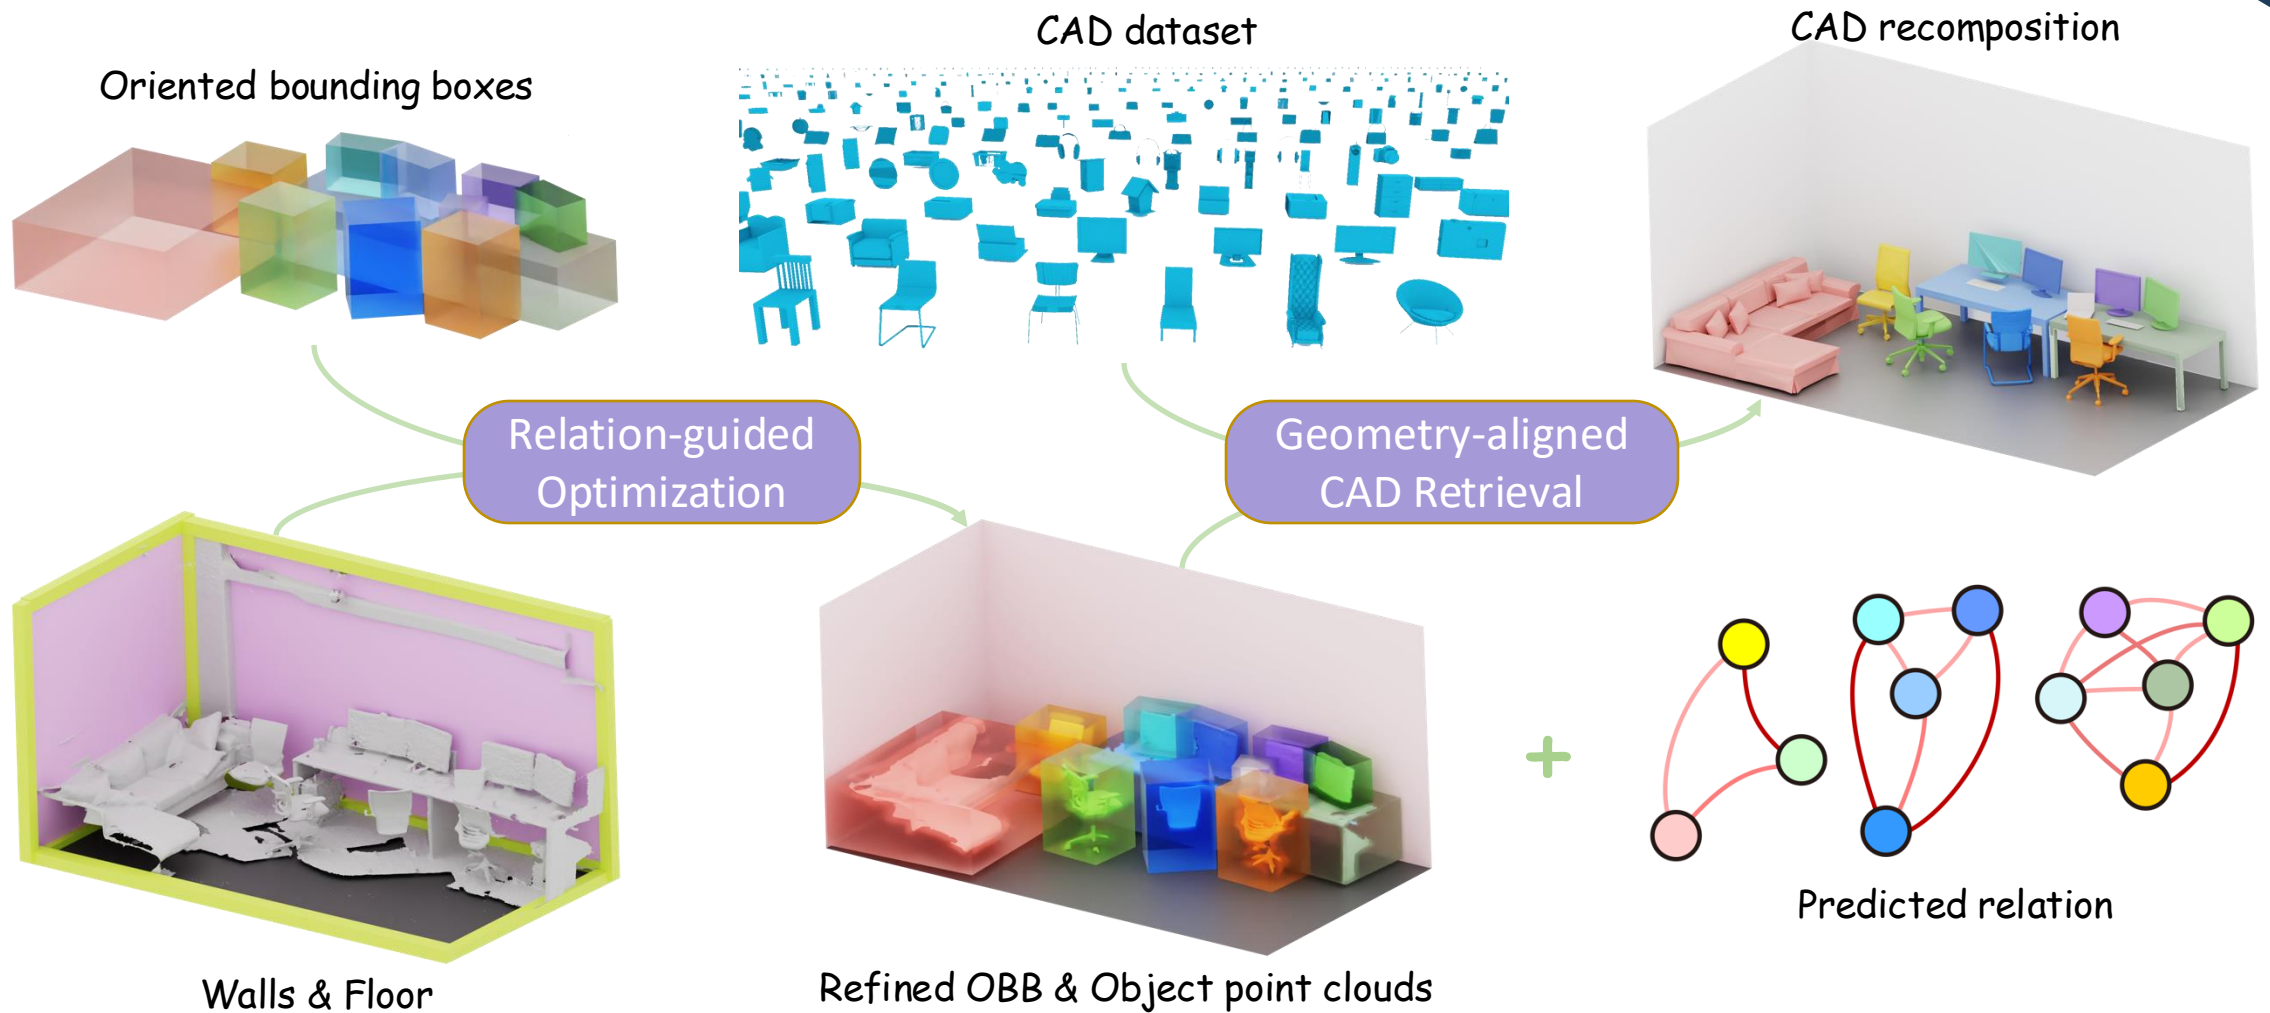 CAD dataset
CAD recomposition
Oriented bounding boxes
Relation-guided
Optimization
Geometry-aligned
CAD Retrieval
+
Predicted relation
Walls & Floor
Refined OBB & Object point clouds